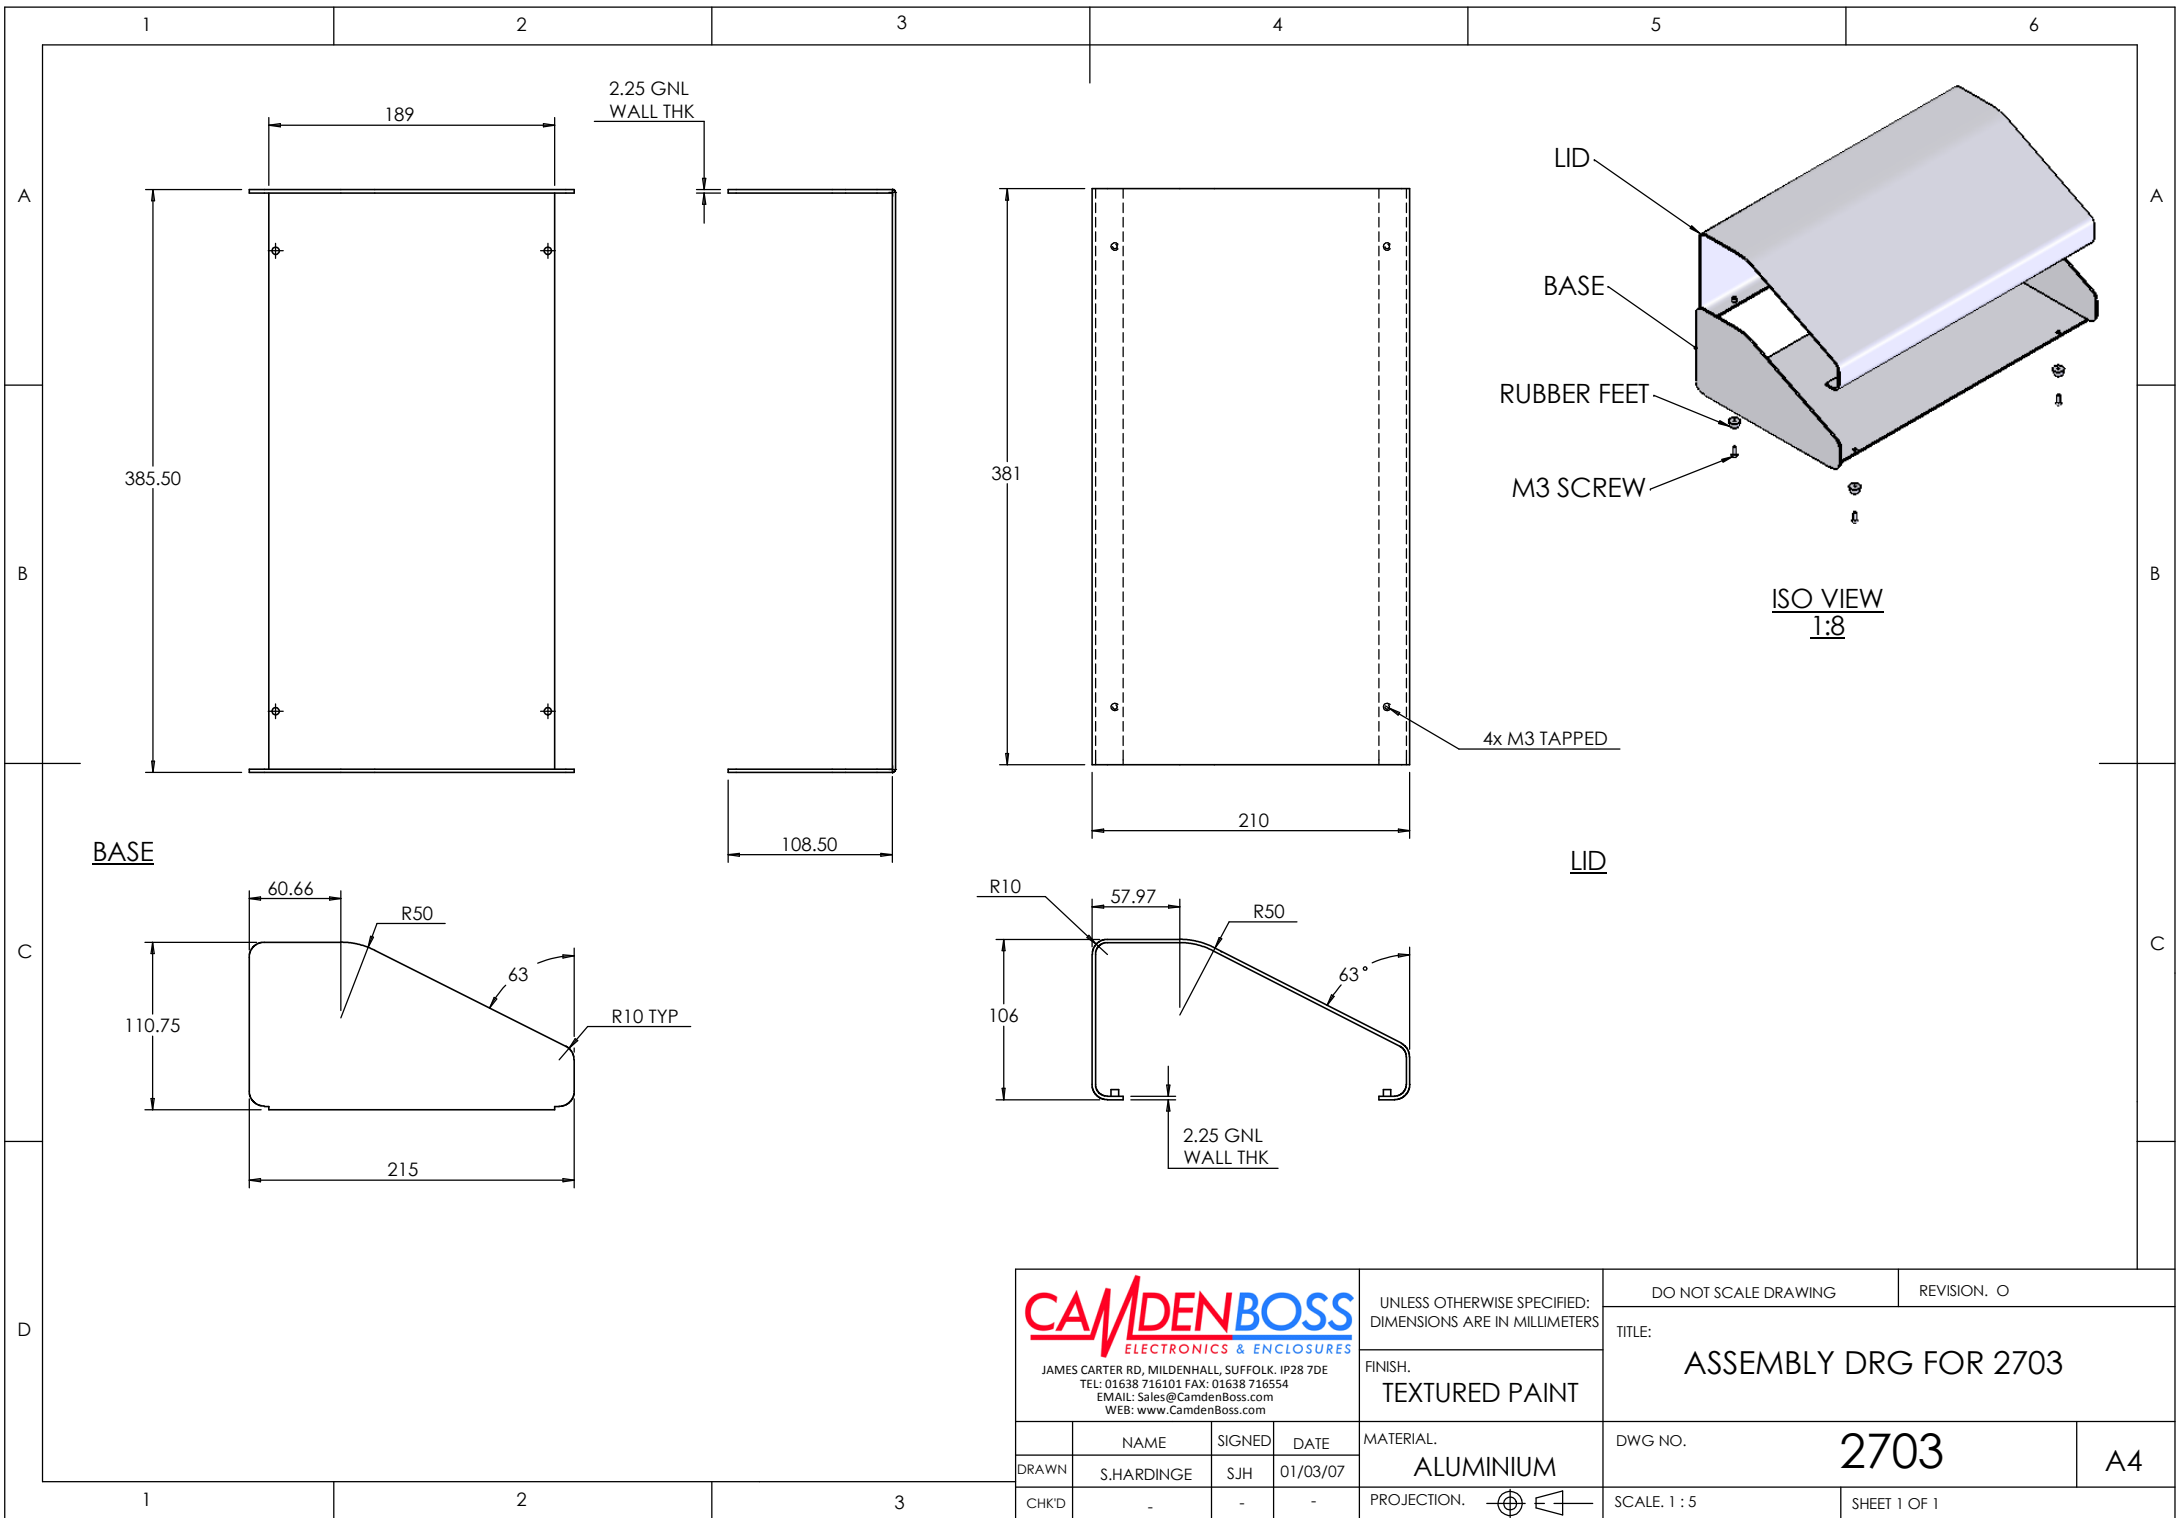 1 2 3 4 5 6
A
B
C
D
A
B
C
1 2 3
189
2.25 GNL
WALL THK
385.50
108.50
381
210
4x M3 TAPPED
LID
BASE
RUBBER FEET
M3 SCREW
ISO VIEW
1:8
BASE
60.66
R50
63
R10 TYP
110.75
215
LID
R10
57.97
R50
63°
106
2.25 GNL
WALL THK
CAMDENBOSS
ELECTRONICS & ENCLOSURES
JAMES CARTER RD, MILDENHALL, SUFFOLK. IP28 7DE
TEL: 01638 716101 FAX: 01638 716554
EMAIL: Sales@CamdenBoss.com
WEB: www.CamdenBoss.com
UNLESS OTHERWISE SPECIFIED:
DIMENSIONS ARE IN MILLIMETERS
FINISH.
TEXTURED PAINT
DO NOT SCALE DRAWING
REVISION. O
TITLE:
ASSEMBLY DRG FOR 2703
NAME SIGNED DATE
DRAWN S.HARDINGE SJH 01/03/07
CHK'D - - -
MATERIAL.
ALUMINIUM
PROJECTION.
DWG NO.
2703
A4
SCALE. 1 : 5
SHEET 1 OF 1